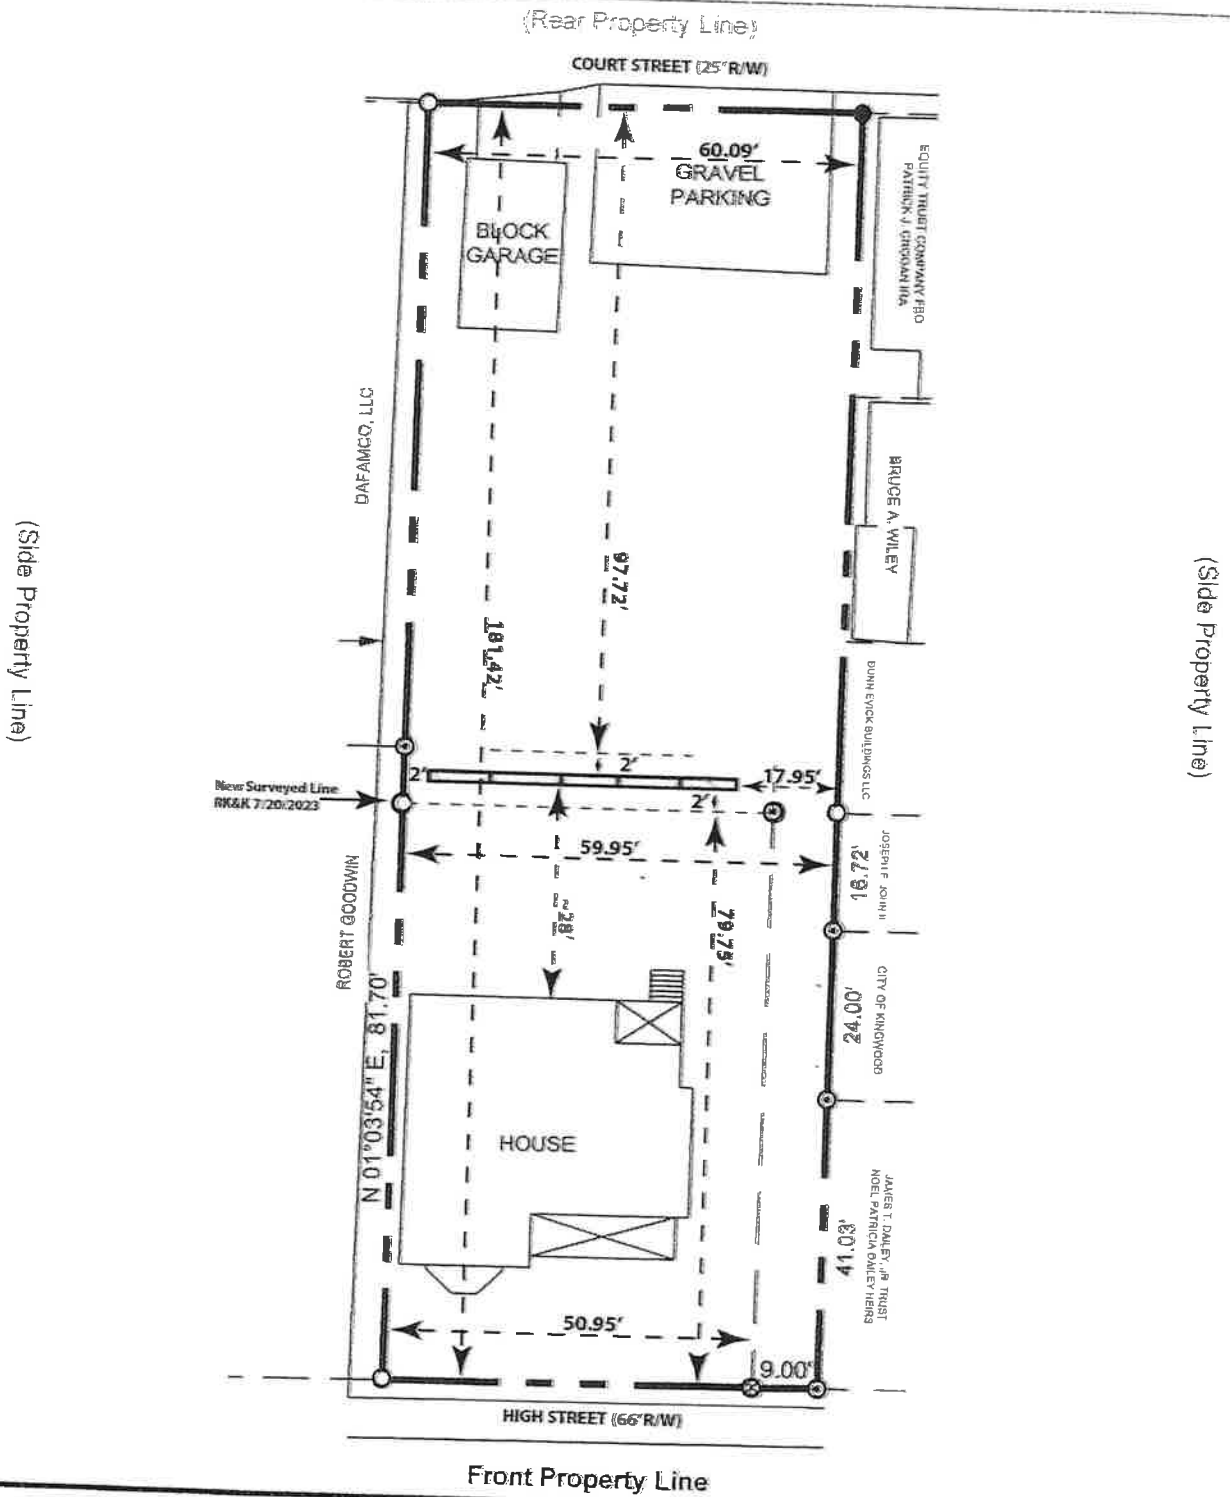 (Rear Property Line)
COURT STREET (25' R/W)
60.09'
GRAVEL
PARKING
BLOCK
GARAGE
EQUITY TRUST COMPANY FBO
PATRICK J. CROGAN IRA
DAFAMCO, LLC
BRUCE A. WILEY
(Side Property Line)
(Side Property Line)
97.72'
181.42'
DUNN EVICK BUILDINGS LLC
2'
2'
17.95'
New Surveyed Line
RK&K 7/20/2023
2'
59.95'
16.72'
JOSEPH F. JOHN II
ROBERT GOODWIN
28'
79.75'
N 01°03'54" E, 81.70'
24.00'
CITY OF KINGWOOD
HOUSE
41.03'
JAMES T. DAILEY, JR TRUST
NOEL PATRICIA DAILEY HEIRS
50.95'
9.00'
HIGH STREET (66' R/W)
Front Property Line